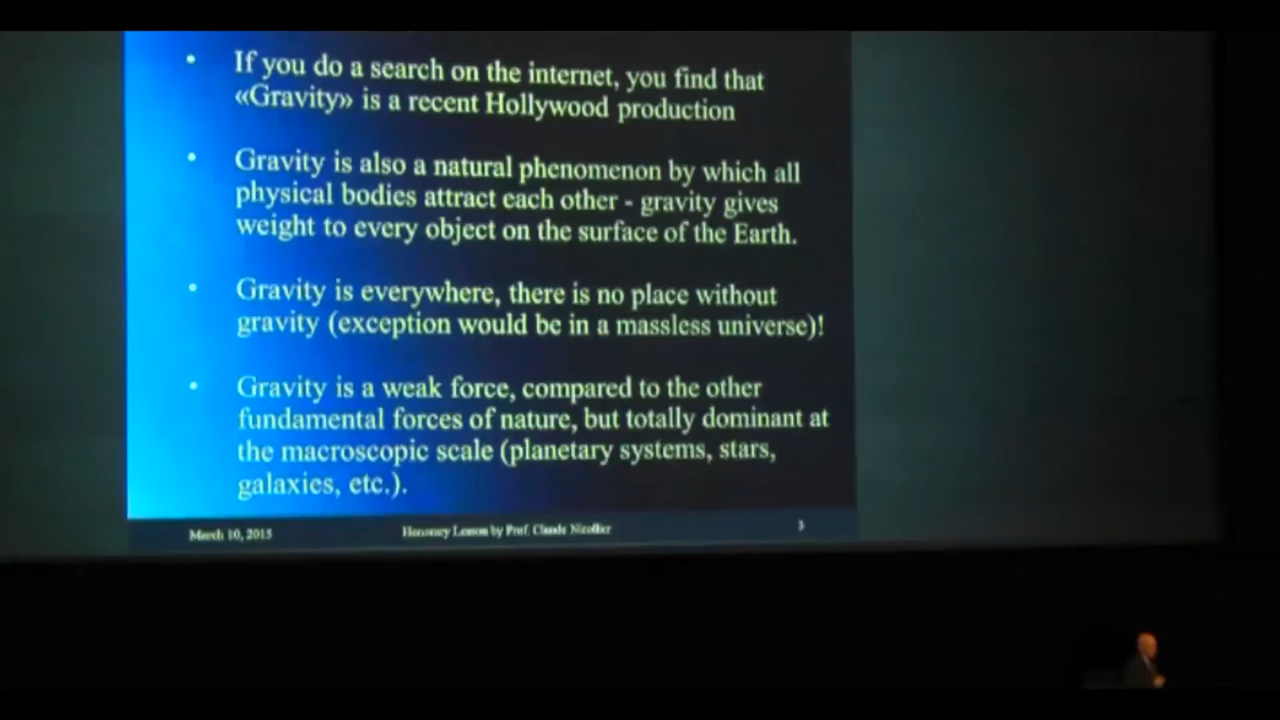 • If you do a search on the internet, you find that
«Gravity» is a recent Hollywood production
• Gravity is also a natural phenomenon by which all
physical bodies attract each other - gravity gives
weight to every object on the surface of the Earth.
• Gravity is everywhere, there is no place without
gravity (exception would be in a massless universe)!
• Gravity is a weak force, compared to the other
fundamental forces of nature, but totally dominant at
the macroscopic scale (planetary systems, stars,
galaxies, etc.).
March 10, 2015 Honorary Lesson by Prof. Claude Nicollier 3